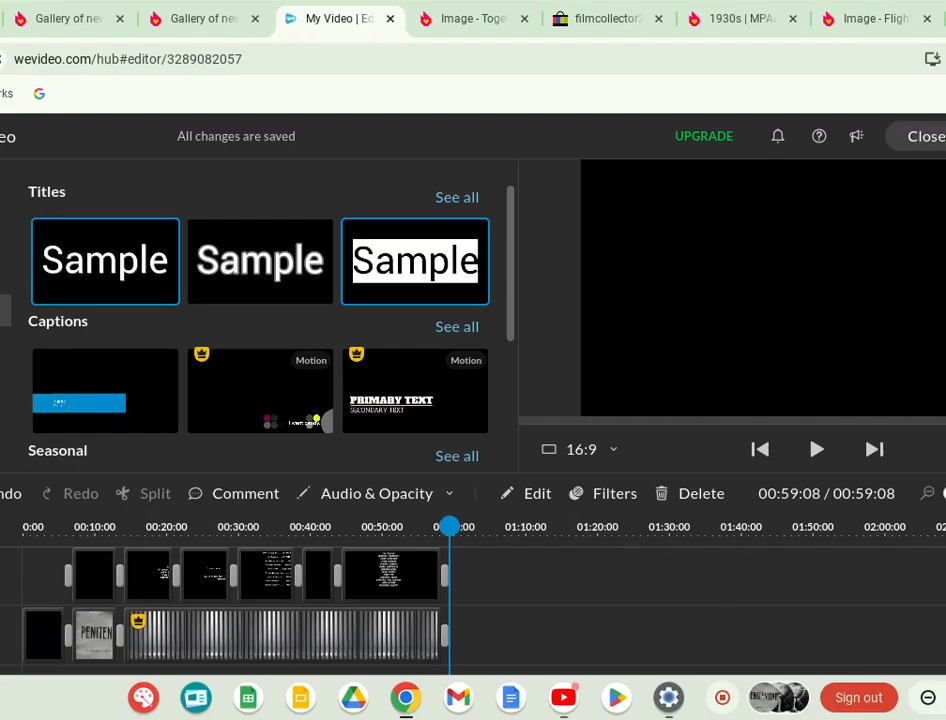 Gallery of nev
Gallery of nev
My Video | Ed
Image - Toge
filmcollector
1930s | MPAA
Image - Fligh
wevideo.com/hub#editor/3289082057
rks
eo
All changes are saved
UPGRADE
Close
Titles
See all
Sample
Sample
Sample
Captions
See all
Motion
Motion
PRIMARY TEXT
SECONDARY TEXT
Seasonal
See all
16:9
ndo
Redo
Split
Comment
Audio & Opacity
Edit
Filters
Delete
00:59:08 / 00:59:08
0:00
00:10:00
00:20:00
00:30:00
00:40:00
00:50:00
01:10:00
01:20:00
01:30:00
01:40:00
01:50:00
02:00:00
02
PENITEN
Sign out